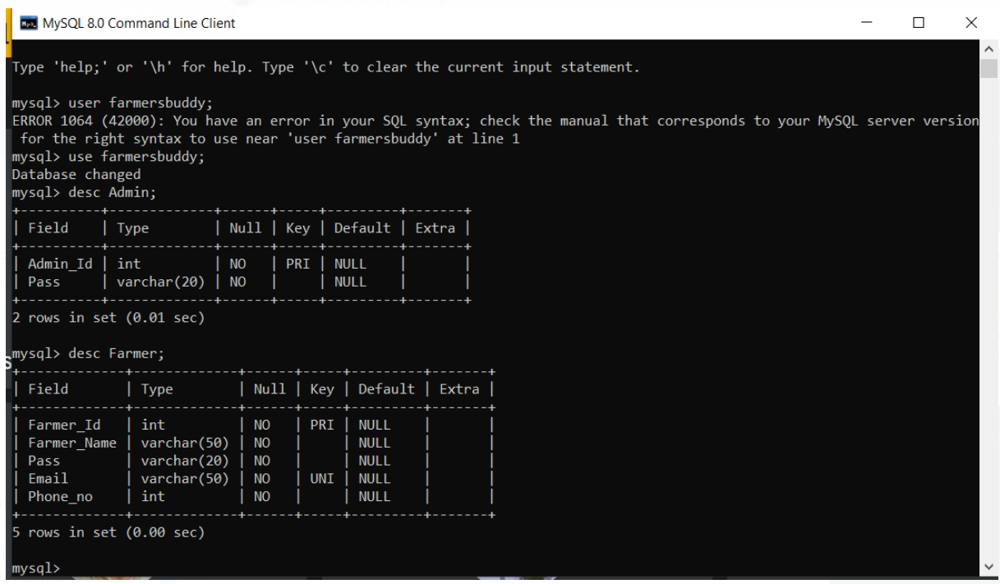 MySQL 8.0 Command Line Client
Type 'help;' or '\h' for help. Type '\c' to clear the current input statement.
mysql> user farmersbuddy;
ERROR 1064 (42000): You have an error in your SQL syntax; check the manual that corresponds to your MySQL server version
 for the right syntax to use near 'user farmersbuddy' at line 1
mysql> use farmersbuddy;
Database changed
mysql> desc Admin;
+----------+-------------+------+-----+---------+-------+
| Field    | Type        | Null | Key | Default | Extra |
+----------+-------------+------+-----+---------+-------+
| Admin_Id | int         | NO   | PRI | NULL    |       |
| Pass     | varchar(20) | NO   |     | NULL    |       |
+----------+-------------+------+-----+---------+-------+
2 rows in set (0.01 sec)
mysql> desc Farmer;
+-------------+-------------+------+-----+---------+-------+
| Field       | Type        | Null | Key | Default | Extra |
+-------------+-------------+------+-----+---------+-------+
| Farmer_Id   | int         | NO   | PRI | NULL    |       |
| Farmer_Name | varchar(50) | NO   |     | NULL    |       |
| Pass        | varchar(20) | NO   |     | NULL    |       |
| Email       | varchar(50) | NO   | UNI | NULL    |       |
| Phone_no    | int         | NO   |     | NULL    |       |
+-------------+-------------+------+-----+---------+-------+
5 rows in set (0.00 sec)
mysql>